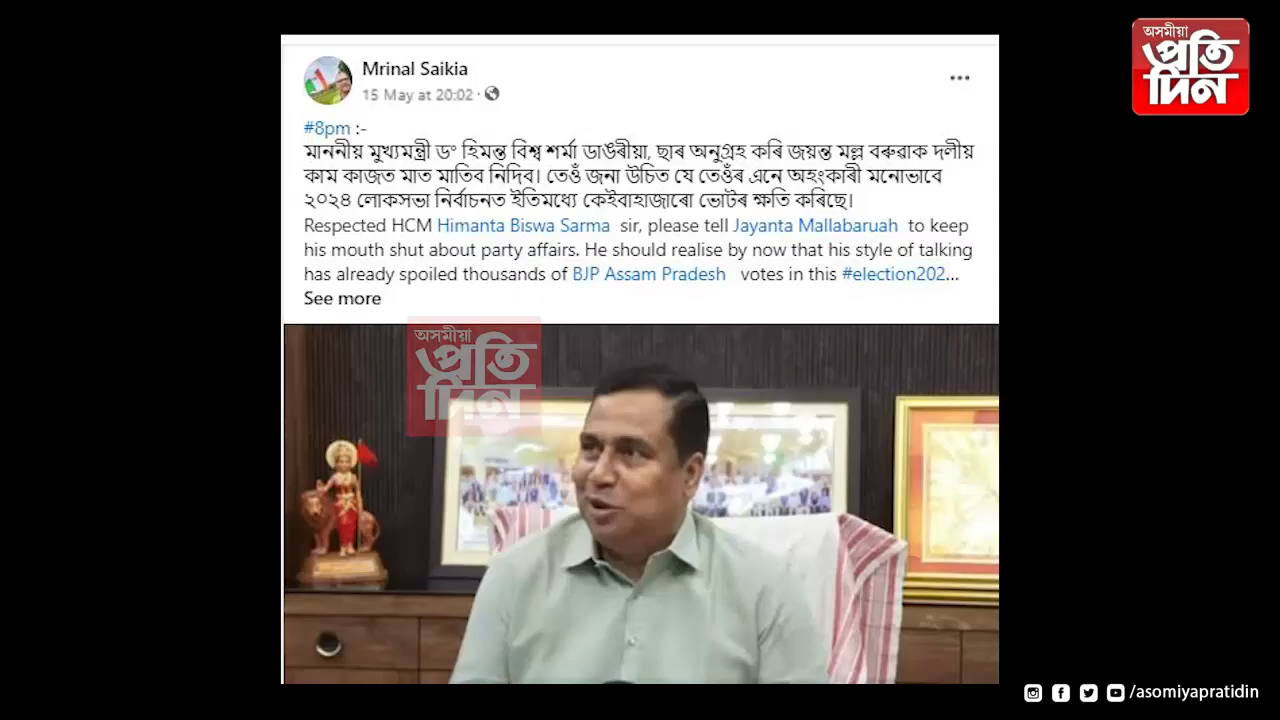 অসমীয়া
প্ৰতি
দিন
Mrinal Saikia
15 May at 20:02 ·
#8pm :-
মাননীয় মুখ্যমন্ত্ৰী ডং হিমন্ত বিশ্ব শৰ্মা ডাঙৰীয়া, ছাৰ অনুগ্ৰহ কৰি জয়ন্ত মল্ল বৰুৱাক দলীয়
কাম কাজত মাত মাতিব নিদিব। তেওঁ জনা উচিত যে তেওঁৰ এনে অহংকাৰী মনোভাবে
২০২৪ লোকসভা নিৰ্বাচনত ইতিমধ্যে কেইবাহাজাৰো ভোটৰ ক্ষতি কৰিছে।
Respected HCM Himanta Biswa Sarma sir, please tell Jayanta Mallabaruah to keep
his mouth shut about party affairs. He should realise by now that his style of talking
has already spoiled thousands of BJP Assam Pradesh votes in this #election202...
See more
অসমীয়া
প্ৰতি
দিন
/asomiyapratidin